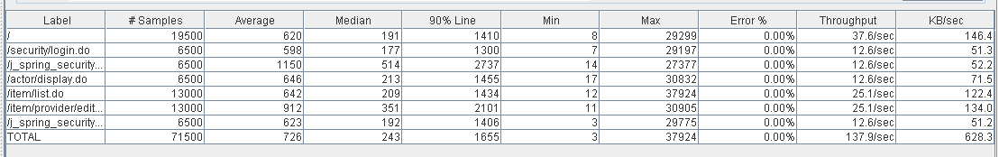 Label # Samples Average Median 90% Line Min Max Error % Throughput KB/sec
/ 19500 620 191 1410 8 29299 0.00% 37.6/sec 146.4
/security/login.do 6500 598 177 1300 7 29197 0.00% 12.6/sec 51.3
/j_spring_security... 6500 1150 514 2737 14 27377 0.00% 12.6/sec 52.2
/actor/display.do 6500 646 213 1455 17 30832 0.00% 12.6/sec 71.5
/item/list.do 13000 642 209 1434 12 37924 0.00% 25.1/sec 122.4
/item/provider/edit... 13000 912 351 2101 11 30905 0.00% 25.1/sec 134.0
/j_spring_security... 6500 623 192 1406 3 29775 0.00% 12.6/sec 51.2
TOTAL 71500 726 243 1655 3 37924 0.00% 137.9/sec 628.3